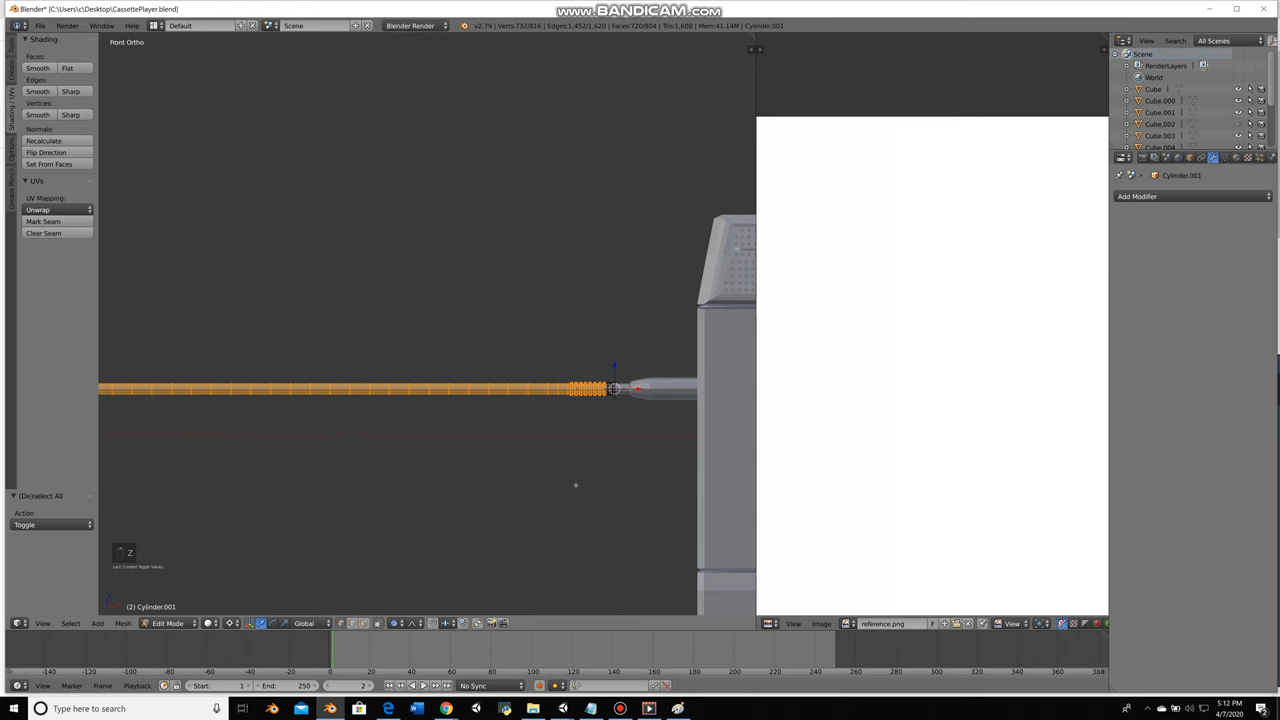 Blender* [C:\Users\c\Desktop\CassettePlayer.blend]
www.BANDICAM.com
File Render Window Help Default Scene Blender Render v2.79 | Verts:732/816 | Edges:1,452/1,620 | Faces:720/804 | Tris:1,608 | Mem:41.14M | Cylinder.001
Shading
Front Ortho
View Search All Scenes
Scene
Faces:
RenderLayers |
Smooth Flat
World
Edges:
Cube |
Smooth Sharp
Cube.000 |
Vertices:
Cube.001 |
Smooth Sharp
Cube.002 |
Normals:
Cube.003 |
Recalculate
Cube.004
Flip Direction
Set From Faces
Cylinder.001
UVs
Add Modifier
UV Mapping:
Unwrap
Mark Seam
Clear Seam
Tools
Create
Shading / UVs
Options
Grease Pencil
(De)select All
Action
Toggle
Z
Last: Context Toggle Values
(2) Cylinder.001
View Select Add Mesh Edit Mode Global View Image reference.png F View
-140 -120 -100 -80 -60 -40 -20 0 20 40 60 80 100 120 140 160 180 200 220 240 260 280 300 320 340 360 380
View Marker Frame Playback Start: 1 End: 250 2 No Sync
Type here to search
5:12 PM
4/7/2020